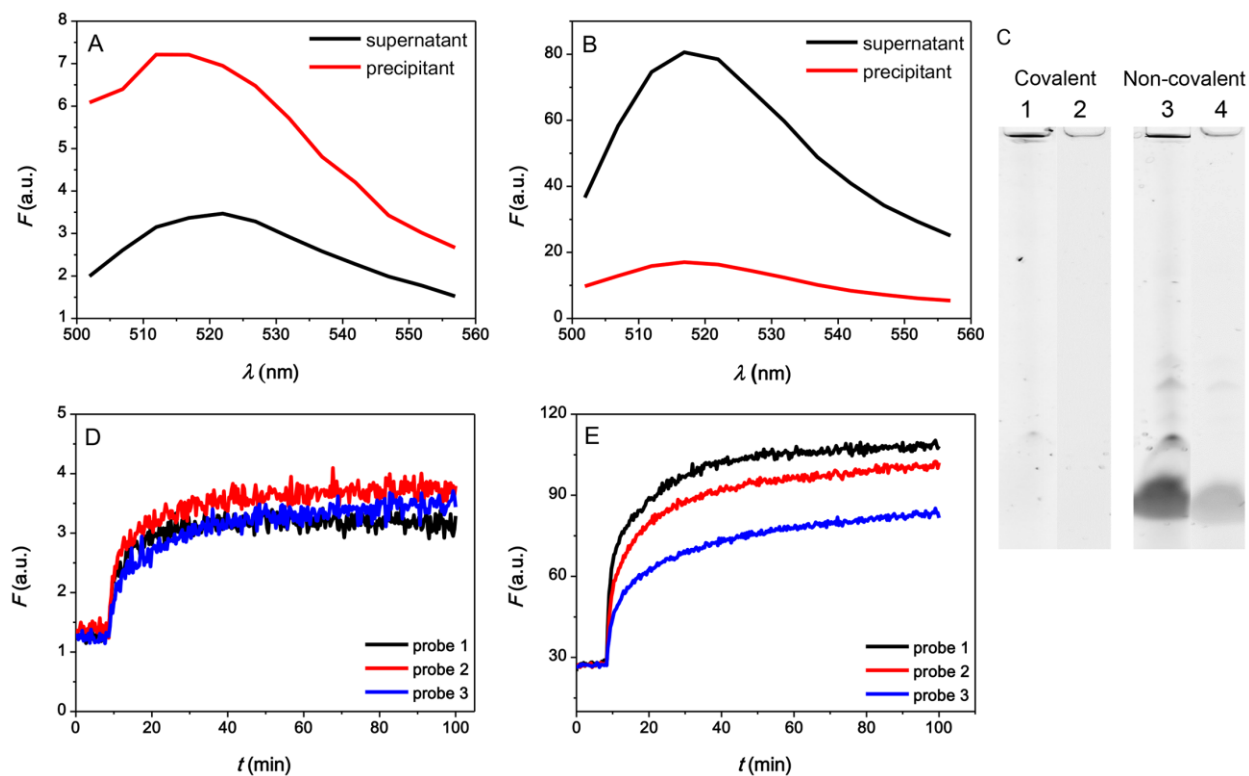 A
supernatant
precipitant
F (a.u.)
8
7
6
5
4
3
2
1
500 510 520 530 540 550 560
λ (nm)
B
supernatant
precipitant
F (a.u.)
80
60
40
20
0
500 510 520 530 540 550 560
λ (nm)
C
Covalent Non-covalent
1 2 3 4
D
F (a.u.)
5
4
3
2
1
0
probe 1
probe 2
probe 3
0 20 40 60 80 100
t (min)
E
F (a.u.)
120
90
60
30
probe 1
probe 2
probe 3
0 20 40 60 80 100
t (min)